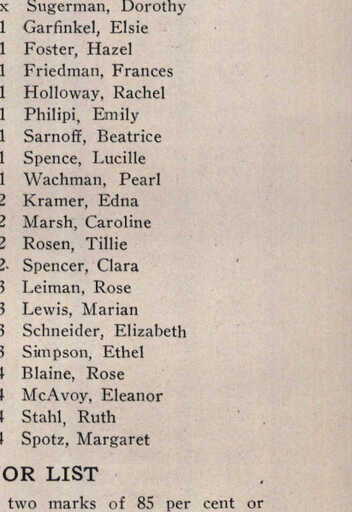 x Sugerman, Dorothy
1 Garfinkel, Elsie
1 Foster, Hazel
1 Friedman, Frances
1 Holloway, Rachel
1 Philipi, Emily
1 Sarnoff, Beatrice
1 Spence, Lucille
1 Wachman, Pearl
2 Kramer, Edna
2 Marsh, Caroline
2 Rosen, Tillie
2 Spencer, Clara
3 Leiman, Rose
3 Lewis, Marian
3 Schneider, Elizabeth
3 Simpson, Ethel
4 Blaine, Rose
4 McAvoy, Eleanor
4 Stahl, Ruth
4 Spotz, Margaret
OR LIST
two marks of 85 per cent or